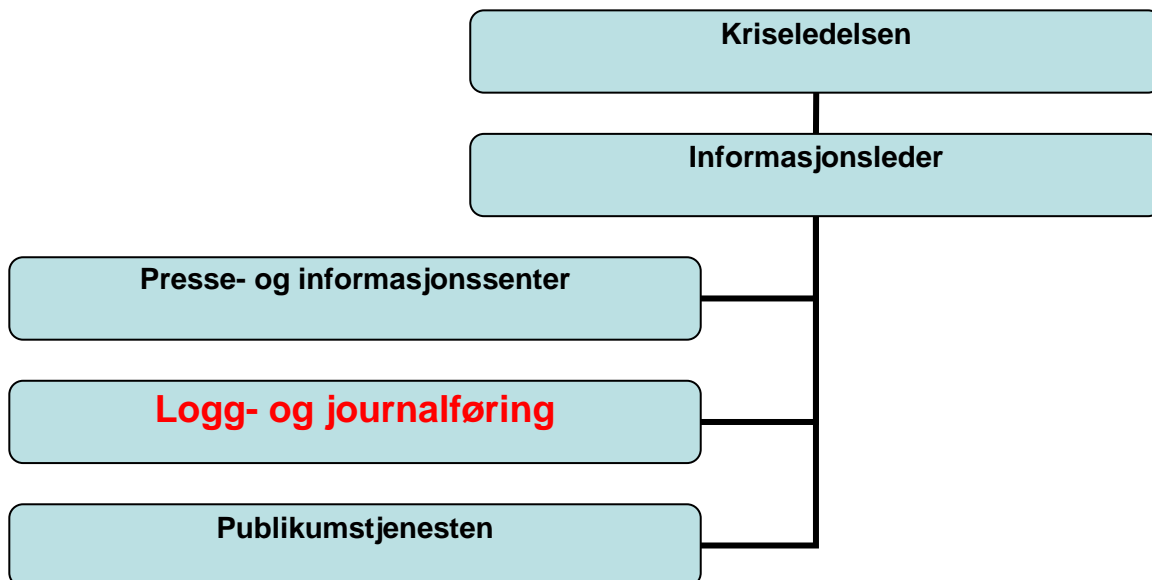 Kriseledelsen
Informasjonsleder
Presse- og informasjonssenter
Logg- og journalføring
Publikumstjenesten